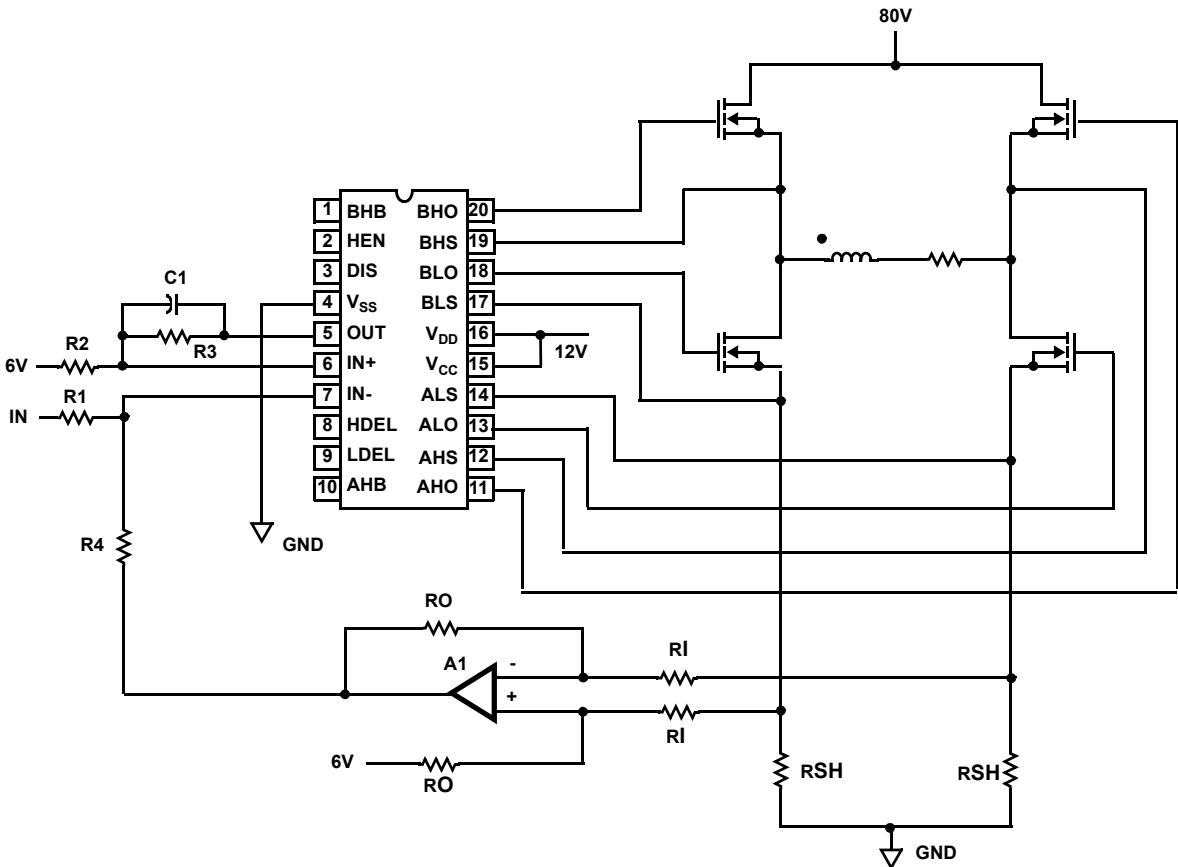 80V
1 BHB BHO 20
2 HEN BHS 19
3 DIS BLO 18
4 VSS BLS 17
5 OUT VDD 16
6 IN+ VCC 15
7 IN- ALS 14
8 HDEL ALO 13
9 LDEL AHS 12
10 AHB AHO 11
C1
R3
R2
6V
R1
IN
12V
R4
GND
RO
A1
-
+
RI
RI
6V
RO
RSH
RSH
GND